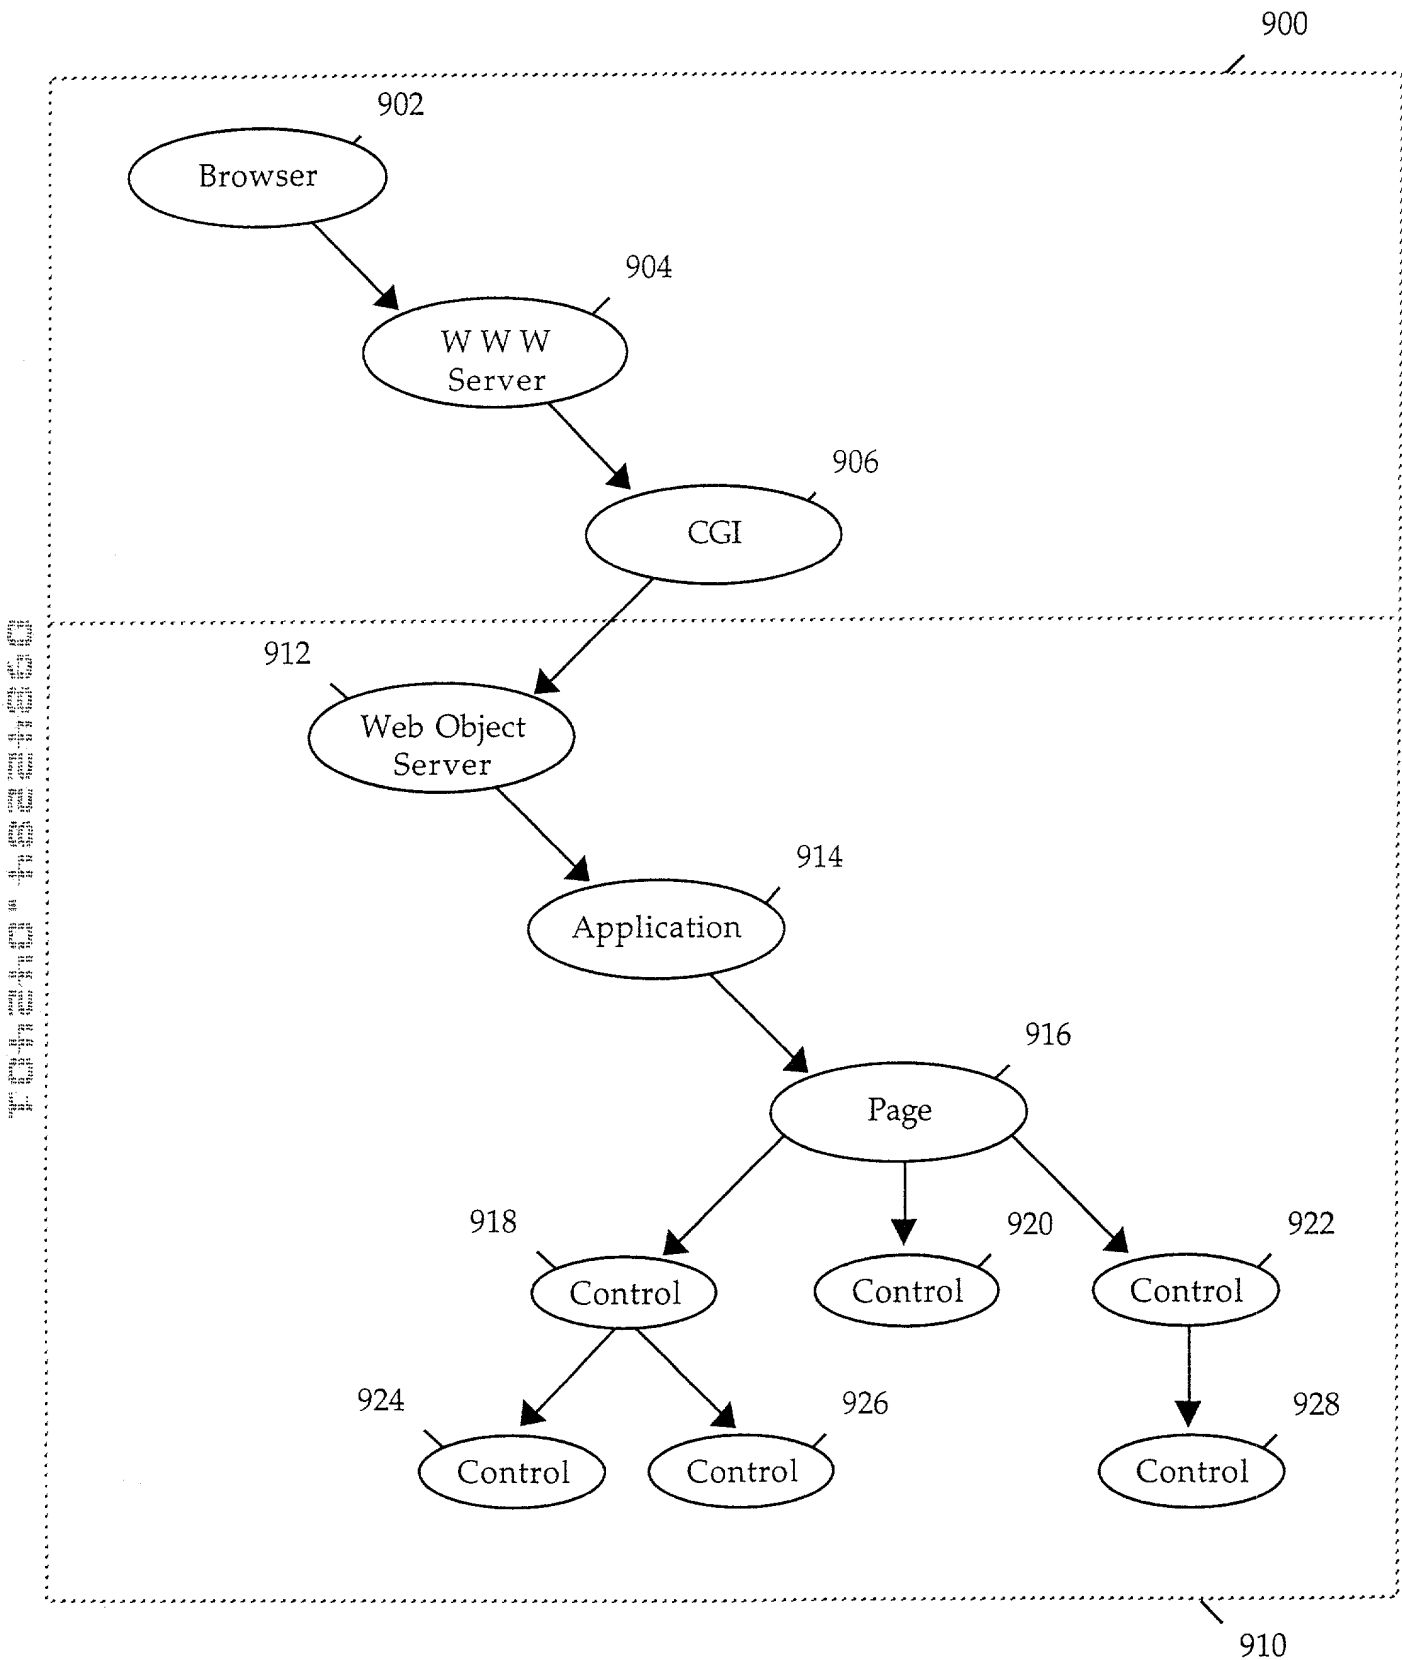 900
902
Browser
904
W W W
Server
906
CGI
912
Web Object
Server
914
Application
916
Page
918
920
922
Control
Control
Control
924
926
928
Control
Control
Control
910